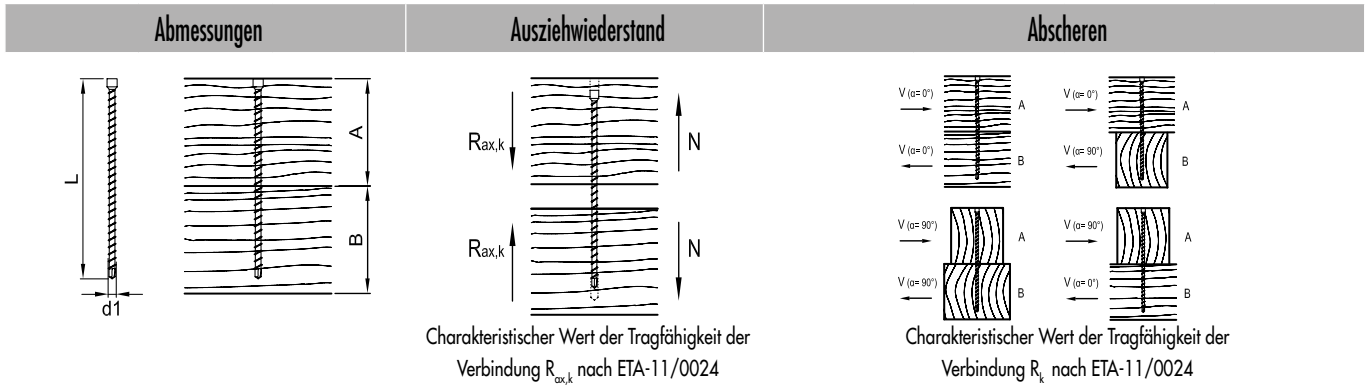 Abmessungen
Ausziehwiederstand
Abscheren
L
d1
A
B
Rax,k
N
Rax,k
N
V (α= 0°)
A
V (α= 0°)
B
V (α= 0°)
A
V (α= 90°)
B
V (α= 90°)
A
V (α= 90°)
B
V (α= 90°)
A
V (α= 0°)
B
Charakteristischer Wert der Tragfähigkeit der
Verbindung Rax,k nach ETA-11/0024
Charakteristischer Wert der Tragfähigkeit der
Verbindung Rk nach ETA-11/0024